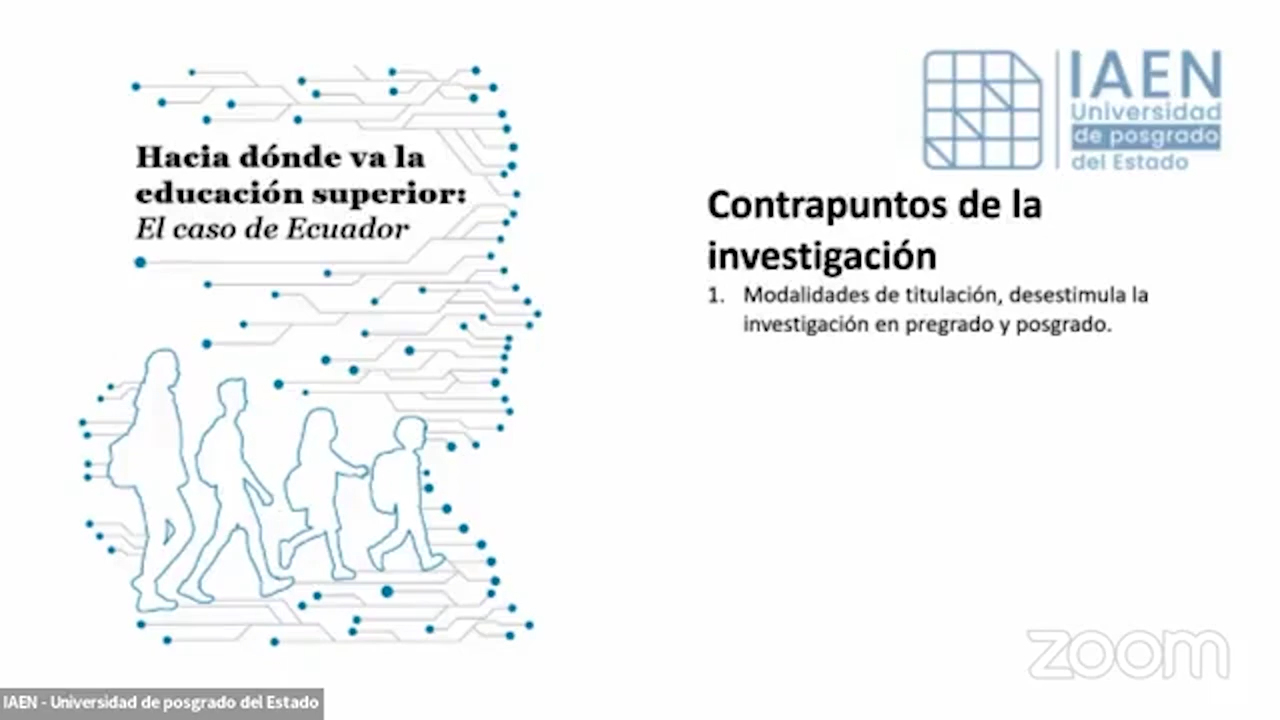 Hacia dónde va la
educación superior:
El caso de Ecuador
IAEN
Universidad
de posgrado
del Estado
Contrapuntos de la
investigación
1. Modalidades de titulación, desestimula la
investigación en pregrado y posgrado.
zoom
IAEN - Universidad de posgrado del Estado